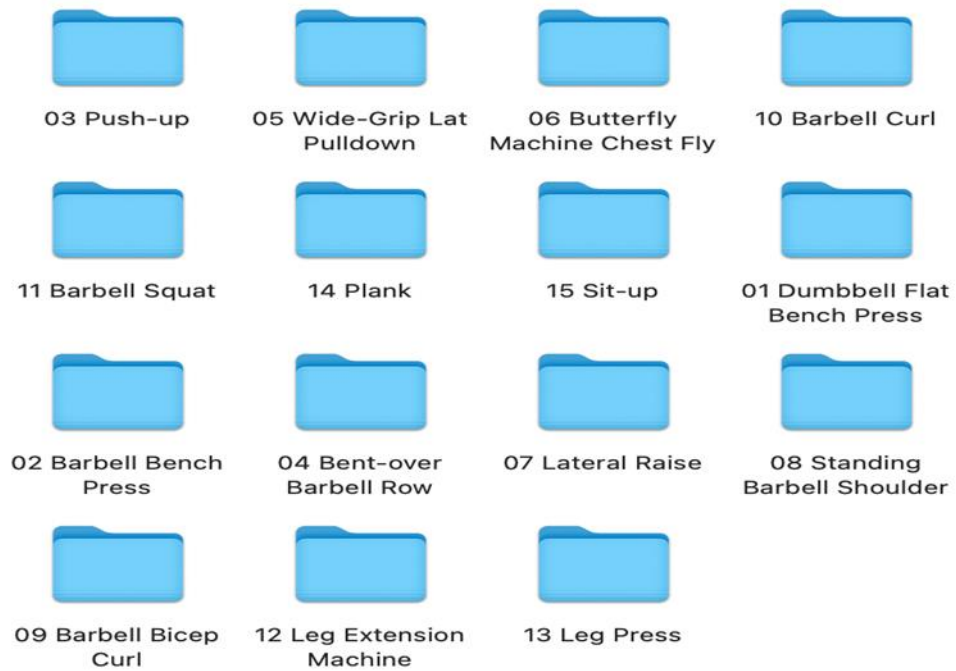 03 Push-up
05 Wide-Grip Lat
Pulldown
06 Butterfly
Machine Chest Fly
10 Barbell Curl
11 Barbell Squat
14 Plank
15 Sit-up
01 Dumbbell Flat
Bench Press
02 Barbell Bench
Press
04 Bent-over
Barbell Row
07 Lateral Raise
08 Standing
Barbell Shoulder
09 Barbell Bicep
Curl
12 Leg Extension
Machine
13 Leg Press